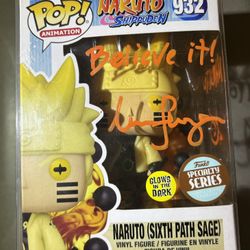 POP!
ANIMATION
NARUTO
SHIPPUDEN
932
Believe it!
GLOWS IN
THE DARK
Funko
SPECIALTY
SERIES
NARUTO (SIXTH PATH SAGE)
VINYL FIGURE / FIGURINE EN VINYLE